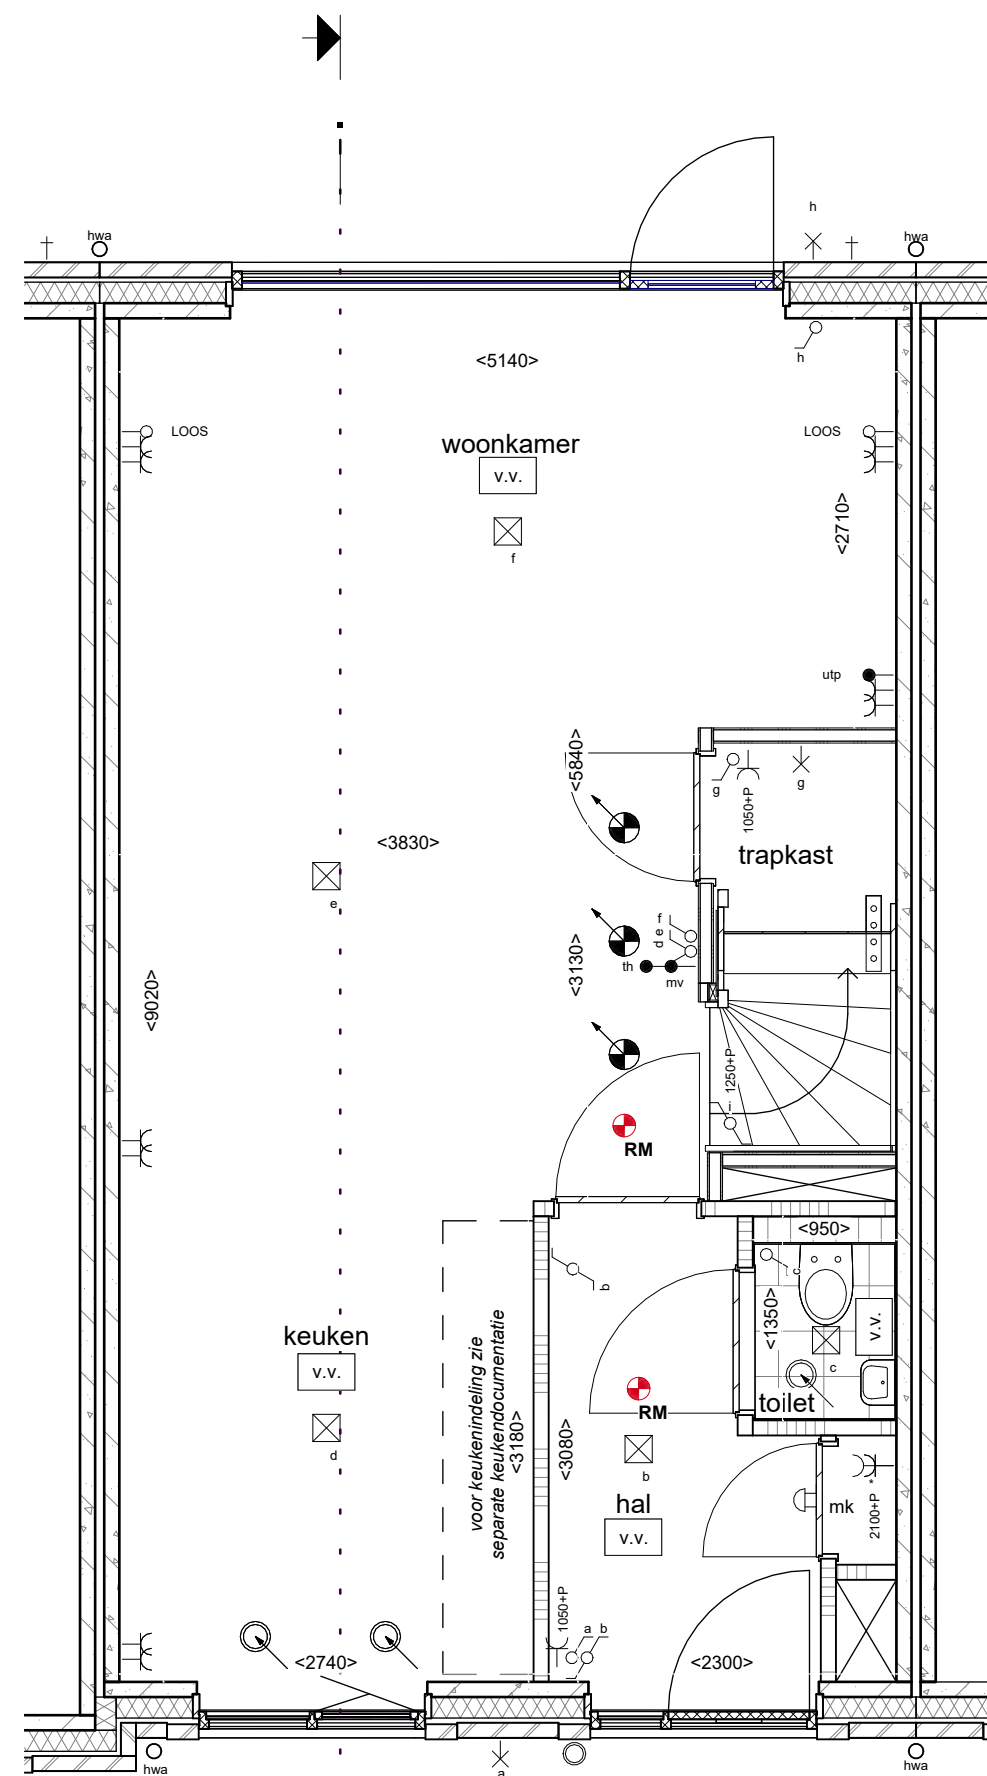 h
hwa
hwa
h
<5140>
LOOS
LOOS
woonkamer
v.v.
<2710>
f
utp
<5840>
g
1050+P
g
<3830>
trapkast
e
f
d e
<3130>
th
mv
<9020>
1250+P
i
RM
<950>
b
c
<1350>
v.v.
keuken
v.v.
voor keukenindeling zie
separate keukendocumentatie
<3180>
<3080>
c
toilet
RM
d
b
hal
v.v.
mk
2100+P *
1050+P
a b
<2740>
<2300>
hwa
a
hwa